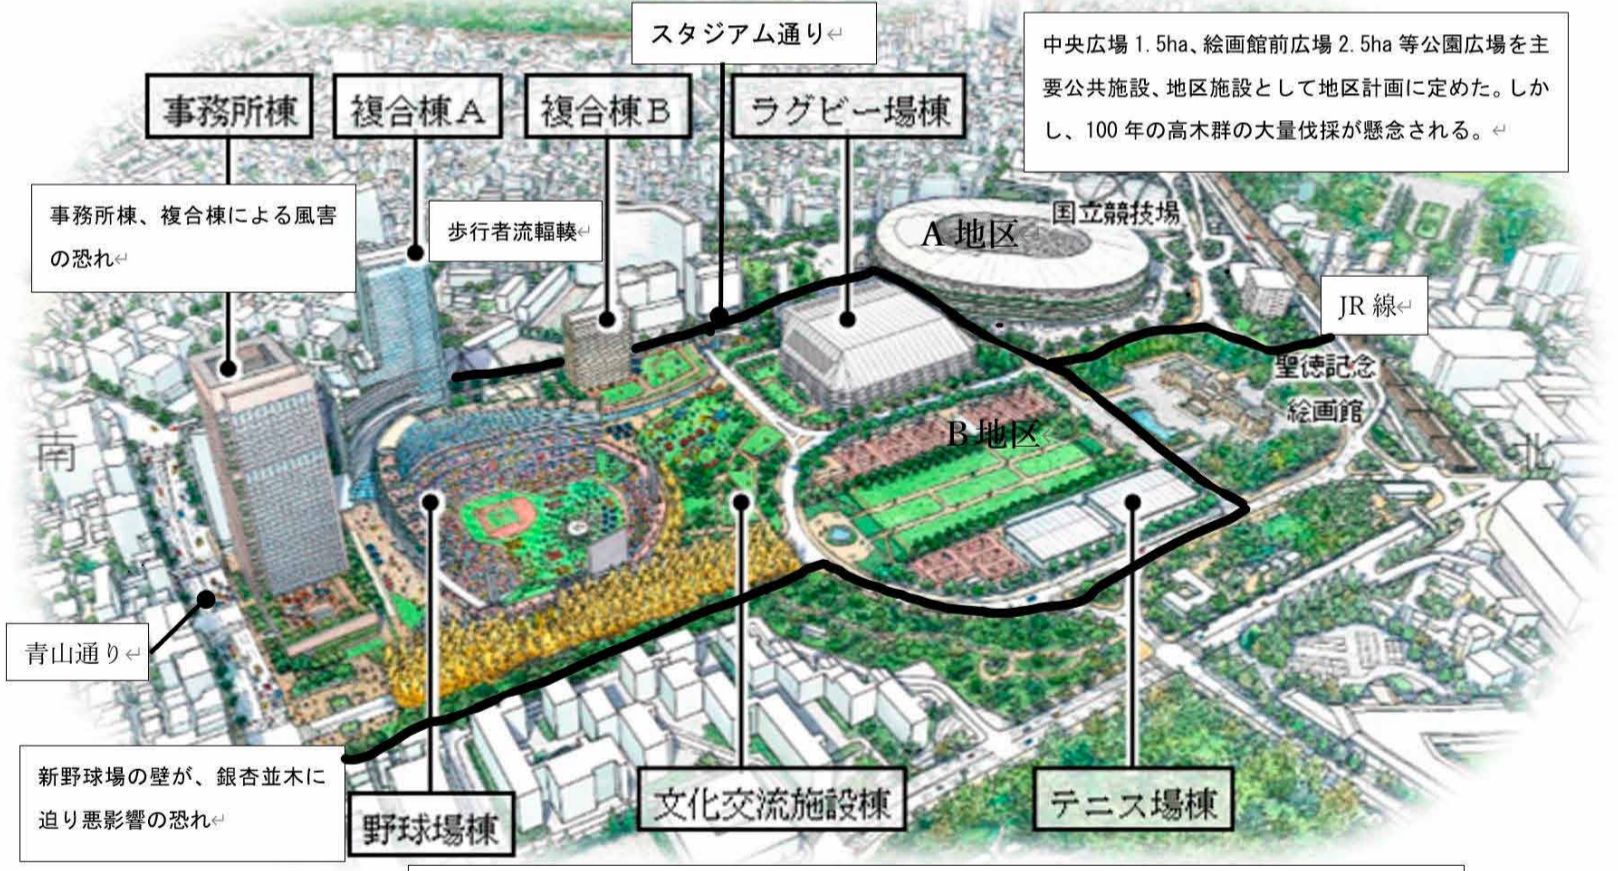 スタジアム通り↵
中央広場1.5ha、絵画館前広場2.5ha等公園広場を主
要公共施設、地区施設として地区計画に定めた。しか
し、100年の高木群の大量伐採が懸念される。↵
事務所棟
複合棟A
複合棟B
ラグビー場棟
事務所棟、複合棟による風害
の恐れ↵
歩行者流輻輳↵
国立競技場
A 地区
JR線↵
聖徳記念
絵画館
B 地区
南
北
青山通り↵
新野球場の壁が、銀杏並木に
迫り悪影響の恐れ↵
野球場棟
文化交流施設棟
テニス場棟